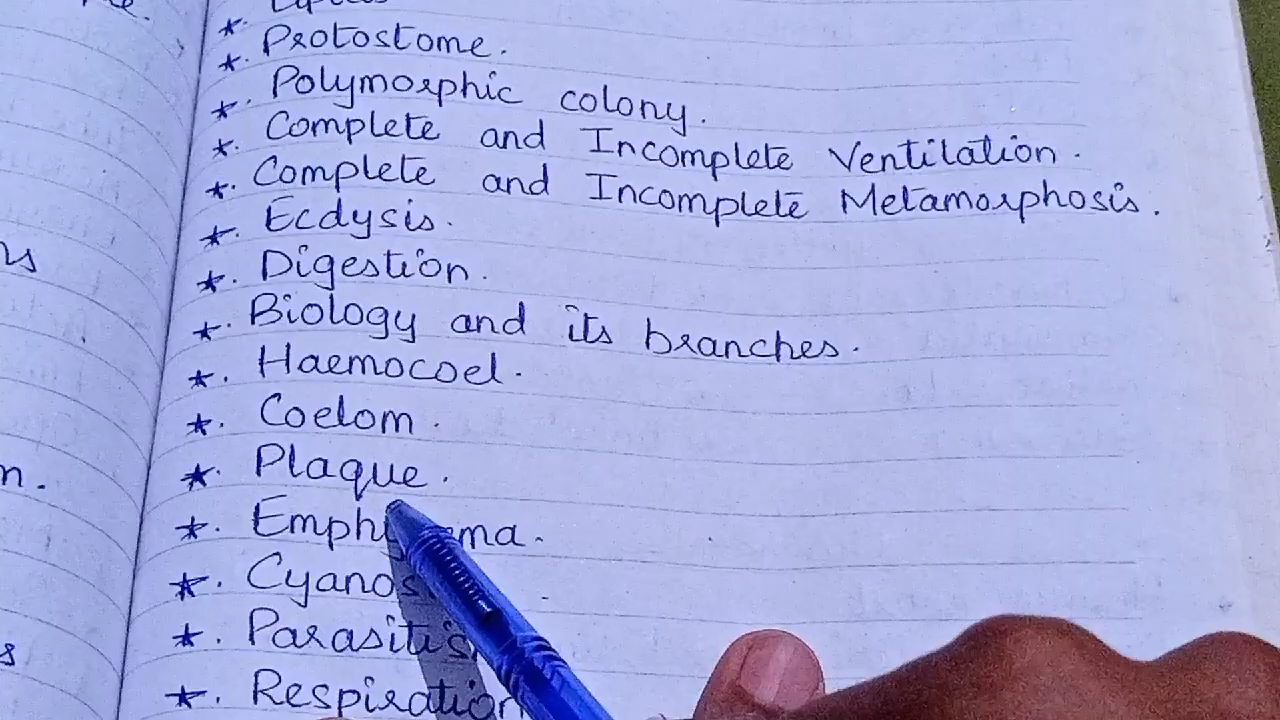 * Protostome.
* Polymorphic colony.
* Complete and Incomplete Ventilation.
* Complete and Incomplete Metamorphosis.
* Ecdysis.
* Digestion.
* Biology and its branches.
* Haemocoel.
* Coelom.
* Plaque.
*
*
*
* Respiration